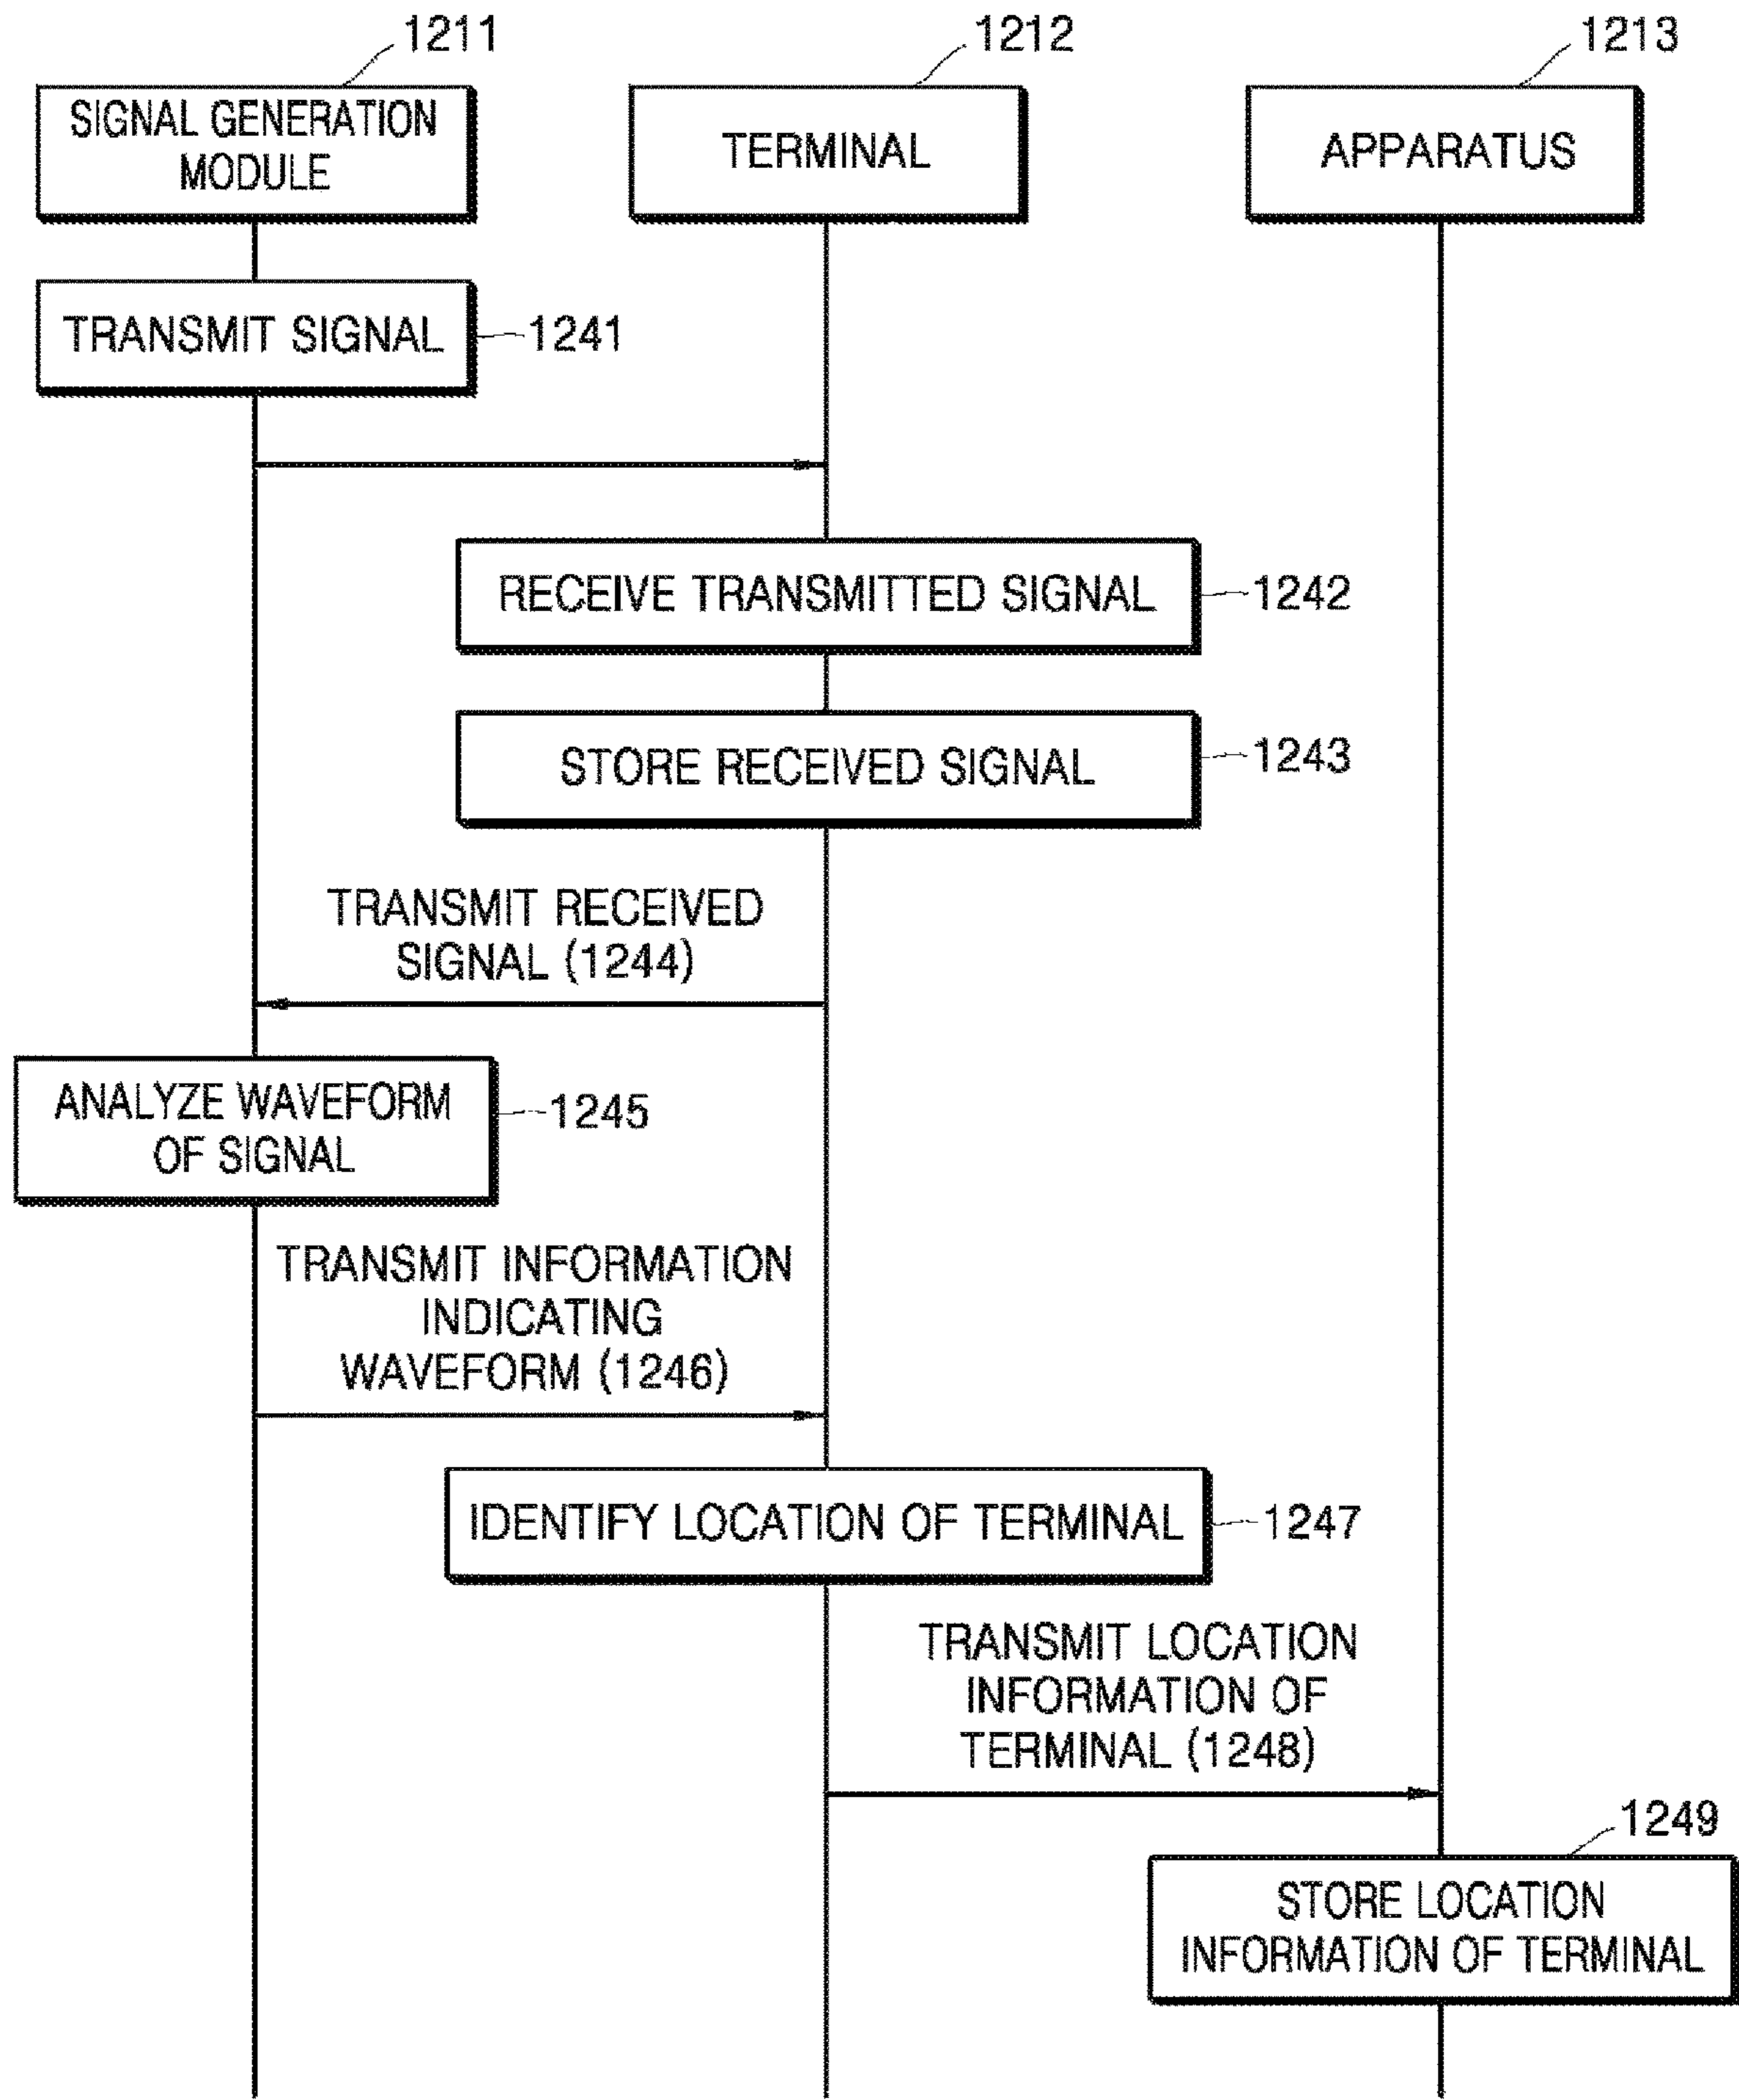 1211
1212
1213
SIGNAL GENERATION
MODULE
TERMINAL
APPARATUS
TRANSMIT SIGNAL
1241
RECEIVE TRANSMITTED SIGNAL
1242
STORE RECEIVED SIGNAL
1243
TRANSMIT RECEIVED
SIGNAL (1244)
ANALYZE WAVEFORM
OF SIGNAL
1245
TRANSMIT INFORMATION
INDICATING
WAVEFORM (1246)
IDENTIFY LOCATION OF TERMINAL
1247
TRANSMIT LOCATION
INFORMATION OF
TERMINAL (1248)
1249
STORE LOCATION
INFORMATION OF TERMINAL